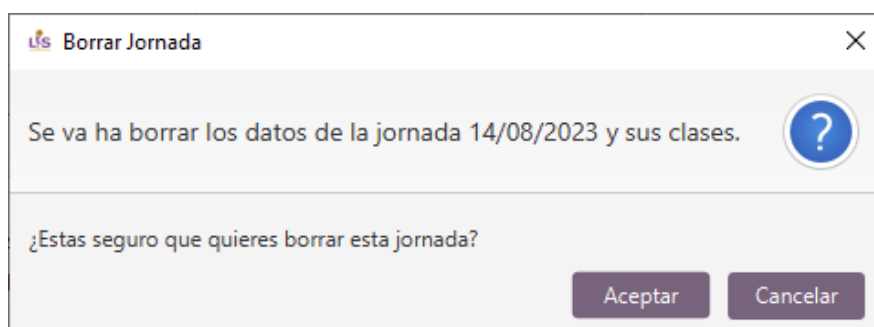 LIS Borrar Jornada
Se va ha borrar los datos de la jornada 14/08/2023 y sus clases.
?
¿Estas seguro que quieres borrar esta jornada?
Aceptar Cancelar